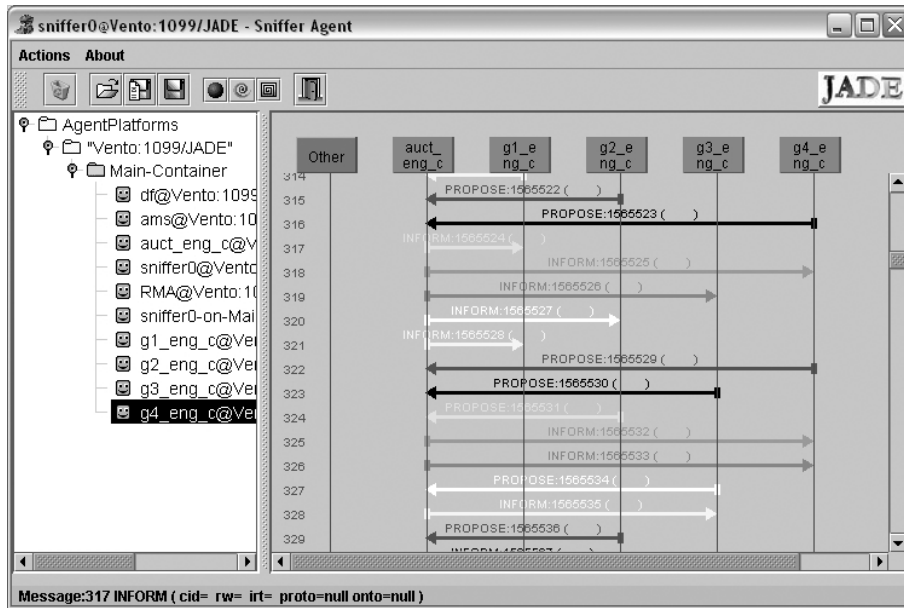 sniffer0@Vento:1099/JADE - Sniffer Agent
Actions About
JADE
AgentPlatforms
"Vento:1099/JADE"
Main-Container
df@Vento:1099
ams@Vento:10
auct_eng_c@V
sniffer0@Vento
RMA@Vento:10
sniffer0-on-Mai
g1_eng_c@Ve
g2_eng_c@Ve
g3_eng_c@Ve
g4_eng_c@Ve
Other
auct_
eng_c
g1_e
ng_c
g2_e
ng_c
g3_e
ng_c
g4_e
ng_c
314
315 PROPOSE:1565522 ( )
316 PROPOSE:1565523 ( )
317 INFORM:1565524 ( )
318 INFORM:1565525 ( )
319 INFORM:1565526 ( )
320 INFORM:1565527 ( )
321 INFORM:1565528 ( )
322 PROPOSE:1565529 ( )
323 PROPOSE:1565530 ( )
324 PROPOSE:1565531 ( )
325 INFORM:1565532 ( )
326 INFORM:1565533 ( )
327 PROPOSE:1565534 ( )
328 INFORM:1565535 ( )
329 PROPOSE:1565536 ( )
Message:317 INFORM ( cid= rw= irt= proto=null onto=null )